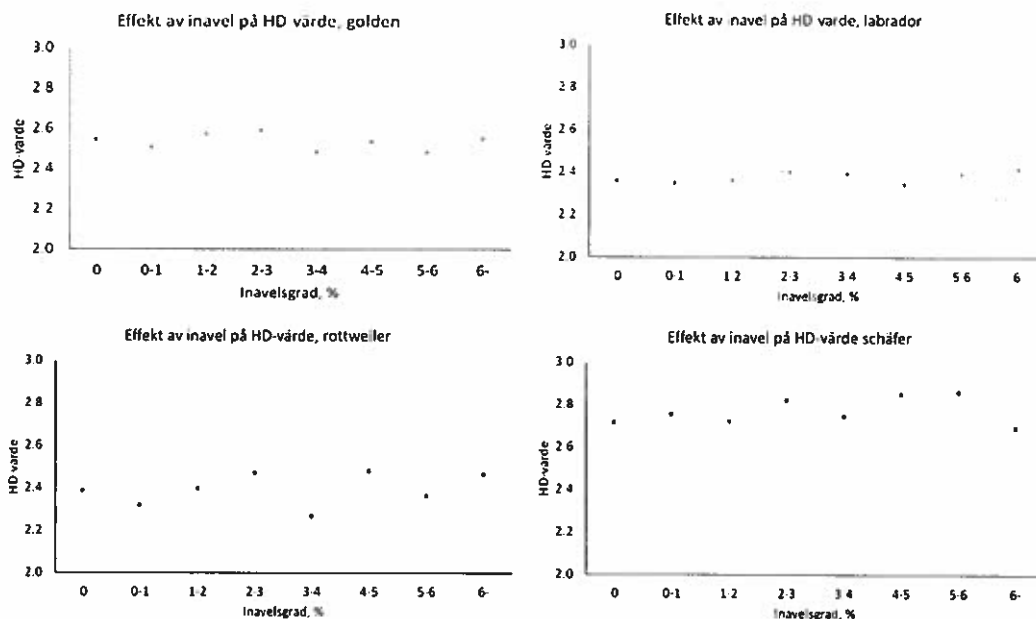 Effekt av inavel på HD värde, golden
3.0
2.8
2.6
2.4
2.2
2.0
HD-värde
0 0-1 1-2 2-3 3-4 4-5 5-6 6-
Inavelsgrad, %
Effekt av inavel på HD varde, labrador
3.0
2.8
2.6
2.4
2.2
2.0
HD värde
0 0-1 1-2 2-3 3-4 4-5 5-6 6-
Inavelsgrad, %
Effekt av inavel på HD-värde, rottweiler
3.0
2.8
2.6
2.4
2.2
2.0
HD värde
0 0-1 1-2 2-3 3-4 4-5 5-6 6-
Inavelsgrad, %
Effekt av inavel på HD-värde schäfer
3.0
2.8
2.6
2.4
2.2
2.0
HD-värde
0 0-1 1-2 2-3 3-4 4-5 5-6 6-
Inavelsgrad, %